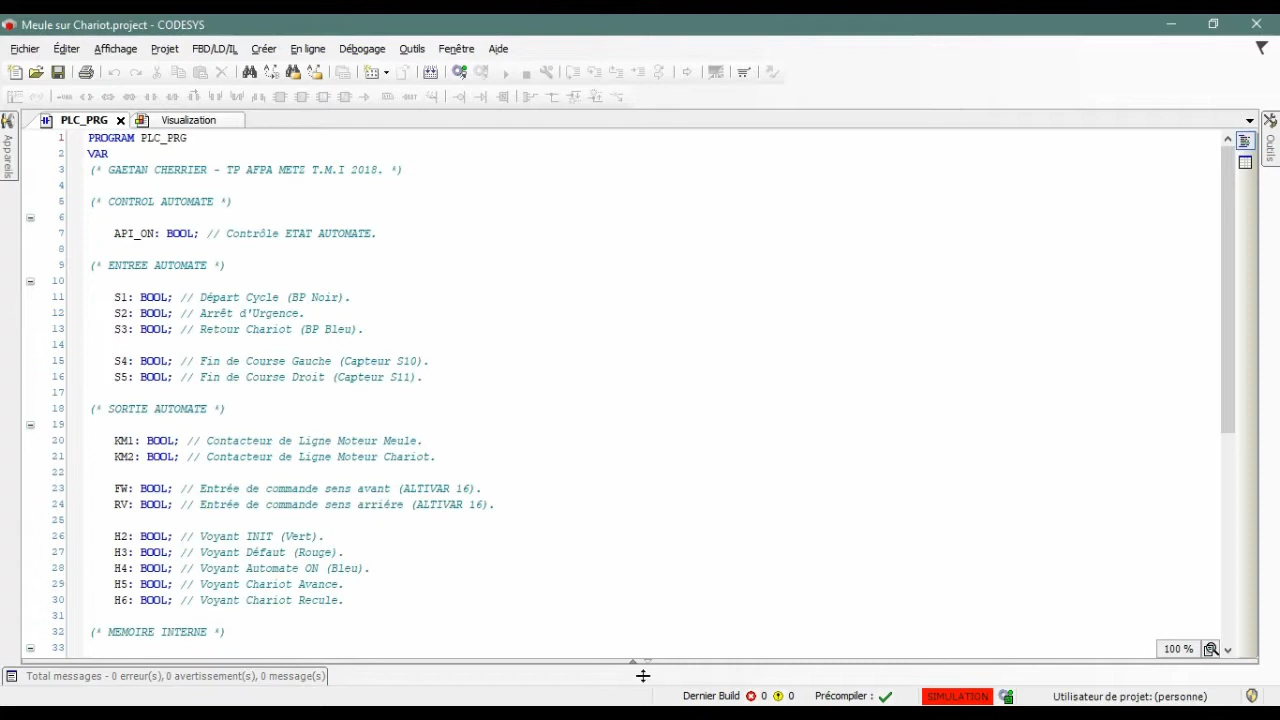 Meule sur Chariot.project - CODESYS
Fichier Éditer Affichage Projet FBD/LD/IL Créer En ligne Débogage Outils Fenêtre Aide
PLC_PRG Visualization
Appareils
Outils
1 PROGRAM PLC_PRG
2 VAR
3 (* GAETAN CHERRIER - TP AFPA METZ T.M.I 2018. *)
4
5 (* CONTROL AUTOMATE *)
6
7 API_ON: BOOL; // Contrôle ETAT AUTOMATE.
8
9 (* ENTREE AUTOMATE *)
10
11 S1: BOOL; // Départ Cycle (BP Noir).
12 S2: BOOL; // Arrêt d'Urgence.
13 S3: BOOL; // Retour Chariot (BP Bleu).
14
15 S4: BOOL; // Fin de Course Gauche (Capteur S10).
16 S5: BOOL; // Fin de Course Droit (Capteur S11).
17
18 (* SORTIE AUTOMATE *)
19
20 KM1: BOOL; // Contacteur de Ligne Moteur Meule.
21 KM2: BOOL; // Contacteur de Ligne Moteur Chariot.
22
23 FW: BOOL; // Entrée de commande sens avant (ALTIVAR 16).
24 RV: BOOL; // Entrée de commande sens arriére (ALTIVAR 16).
25
26 H2: BOOL; // Voyant INIT (Vert).
27 H3: BOOL; // Voyant Défaut (Rouge).
28 H4: BOOL; // Voyant Automate ON (Bleu).
29 H5: BOOL; // Voyant Chariot Avance.
30 H6: BOOL; // Voyant Chariot Recule.
31
32 (* MEMOIRE INTERNE *)
33
100 %
Total messages - 0 erreur(s), 0 avertissement(s), 0 message(s)
Dernier Build 0 0 Précompiler : SIMULATION Utilisateur de projet: (personne)